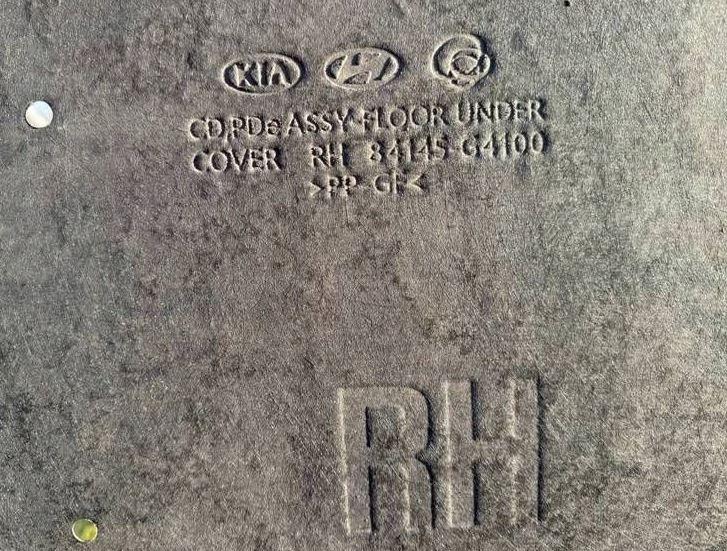 KIA
CD,PDe ASSY-FLOOR UNDER
COVER RH 84145-G4100
>PP-GF<
RH